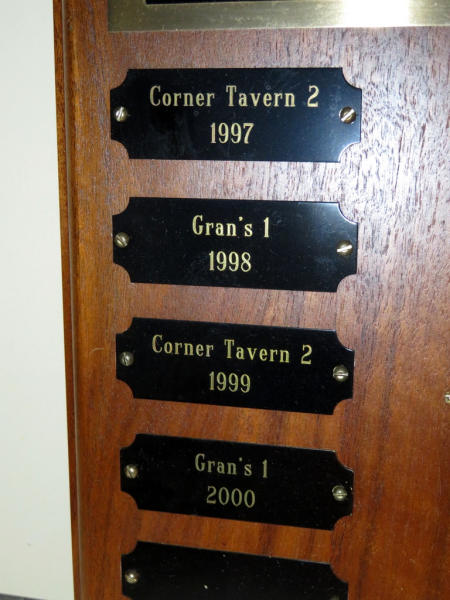 Corner Tavern 2
1997
Gran's 1
1998
Corner Tavern 2
1999
Gran's 1
2000